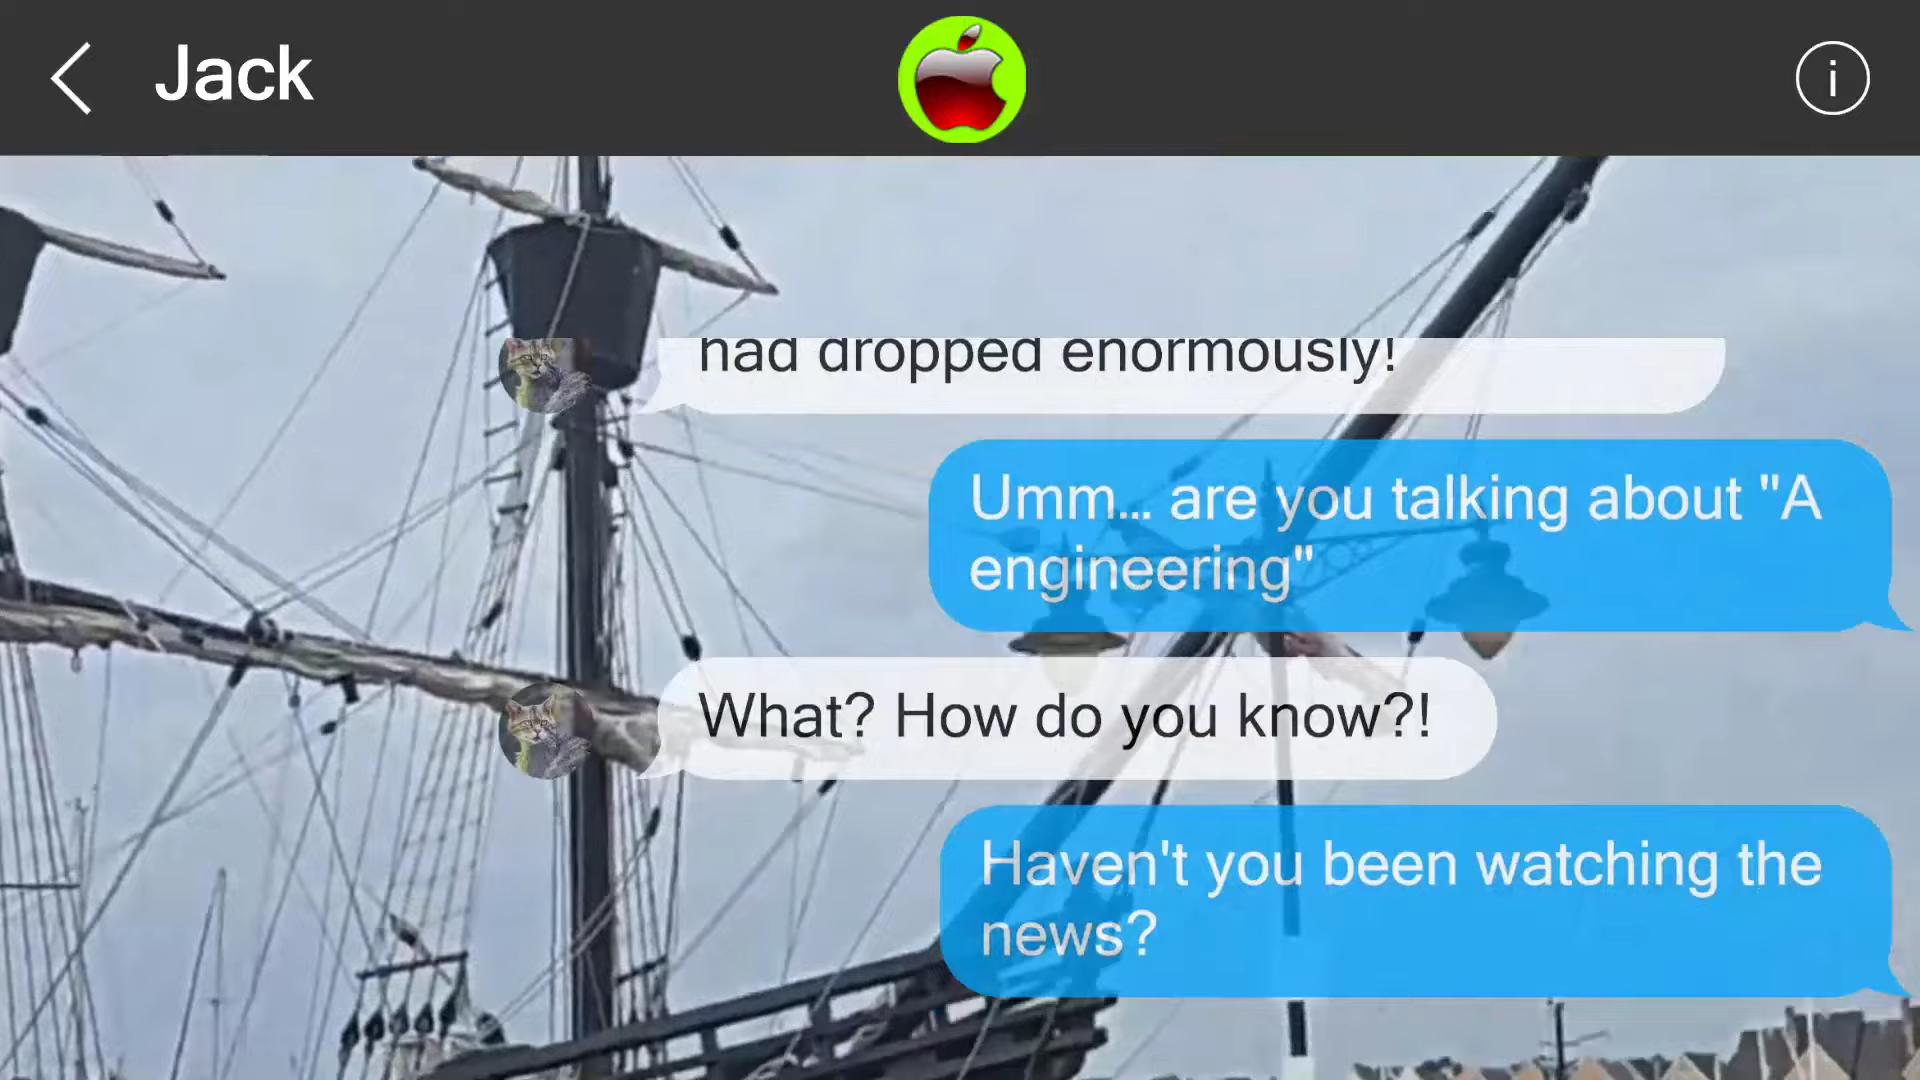 Jack
had dropped enormously!
Umm... are you talking about "A
engineering"
What? How do you know?!
Haven't you been watching the
news?